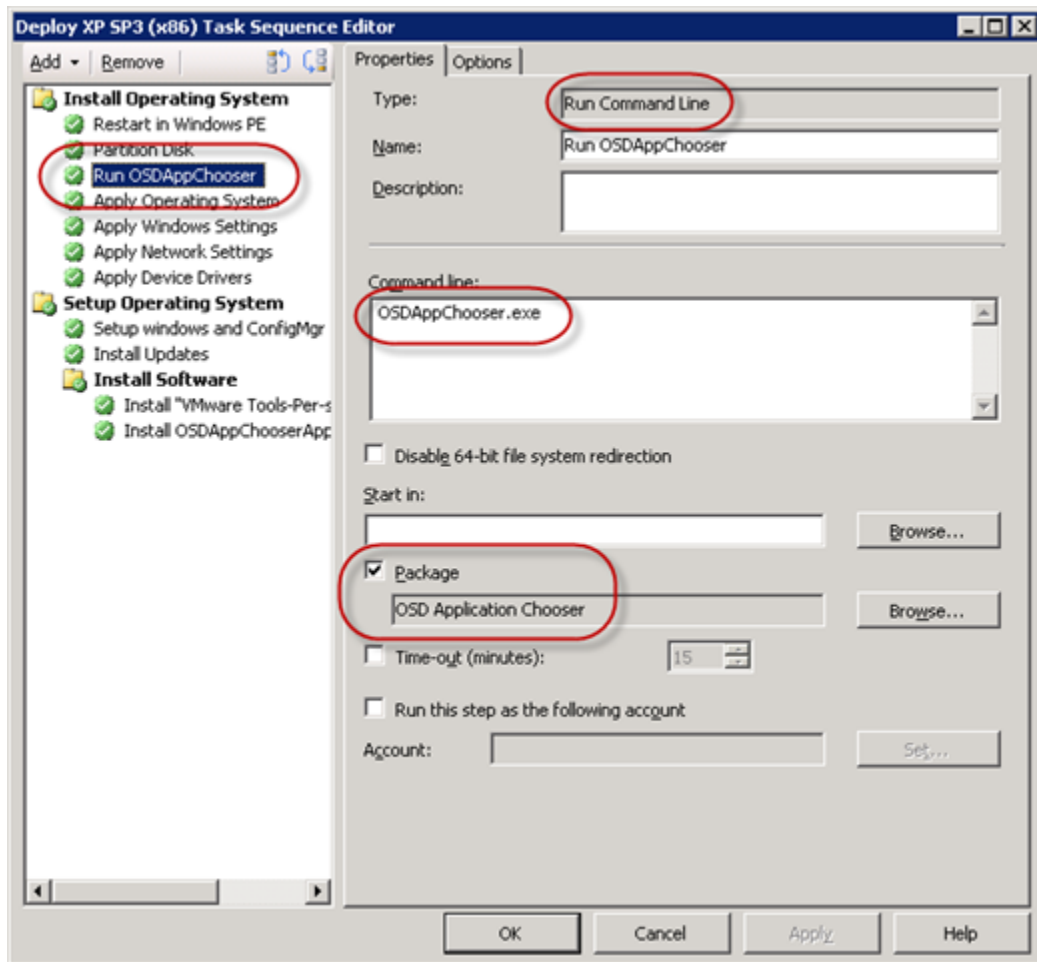 Deploy XP SP3 (x86) Task Sequence Editor
Add Remove
Install Operating System
Restart in Windows PE
Partition Disk
Run OSDAppChooser
Apply Operating System
Apply Windows Settings
Apply Network Settings
Apply Device Drivers
Setup Operating System
Setup windows and ConfigMgr
Install Updates
Install Software
Install "VMware Tools-Per-s
Install OSDAppChooserApp
Properties Options
Type: Run Command Line
Name: Run OSDAppChooser
Description:
Command line:
OSDAppChooser.exe
Disable 64-bit file system redirection
Start in:
Browse...
Package
OSD Application Chooser Browse...
Time-out (minutes): 15
Run this step as the following account
Account: Set...
OK Cancel Apply Help